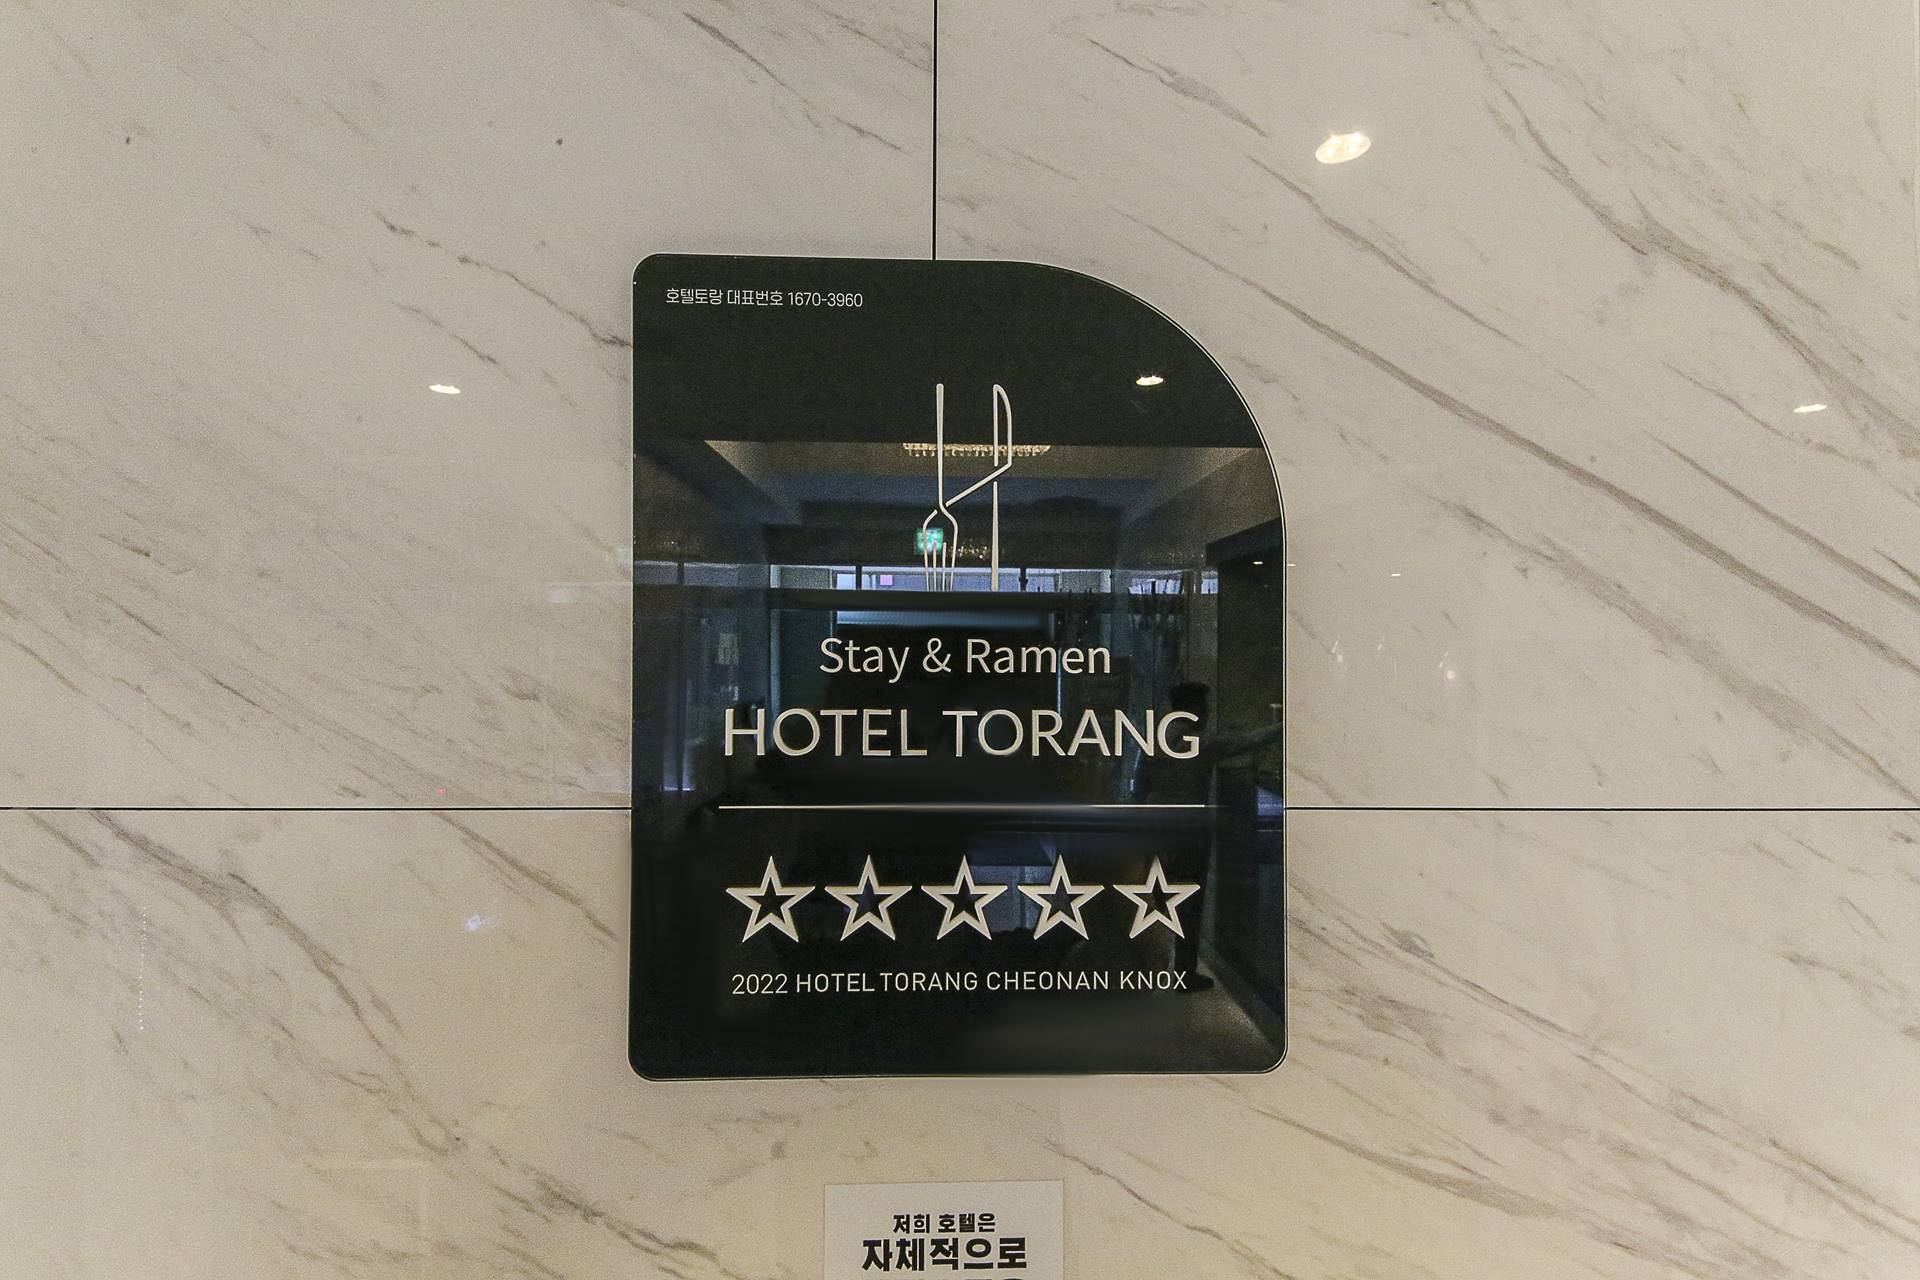 호텔토랑 대표번호 1670-3960
Stay & Ramen
HOTEL TORANG
2022 HOTEL TORANG CHEONAN KNOX
저희 호텔은
자체적으로